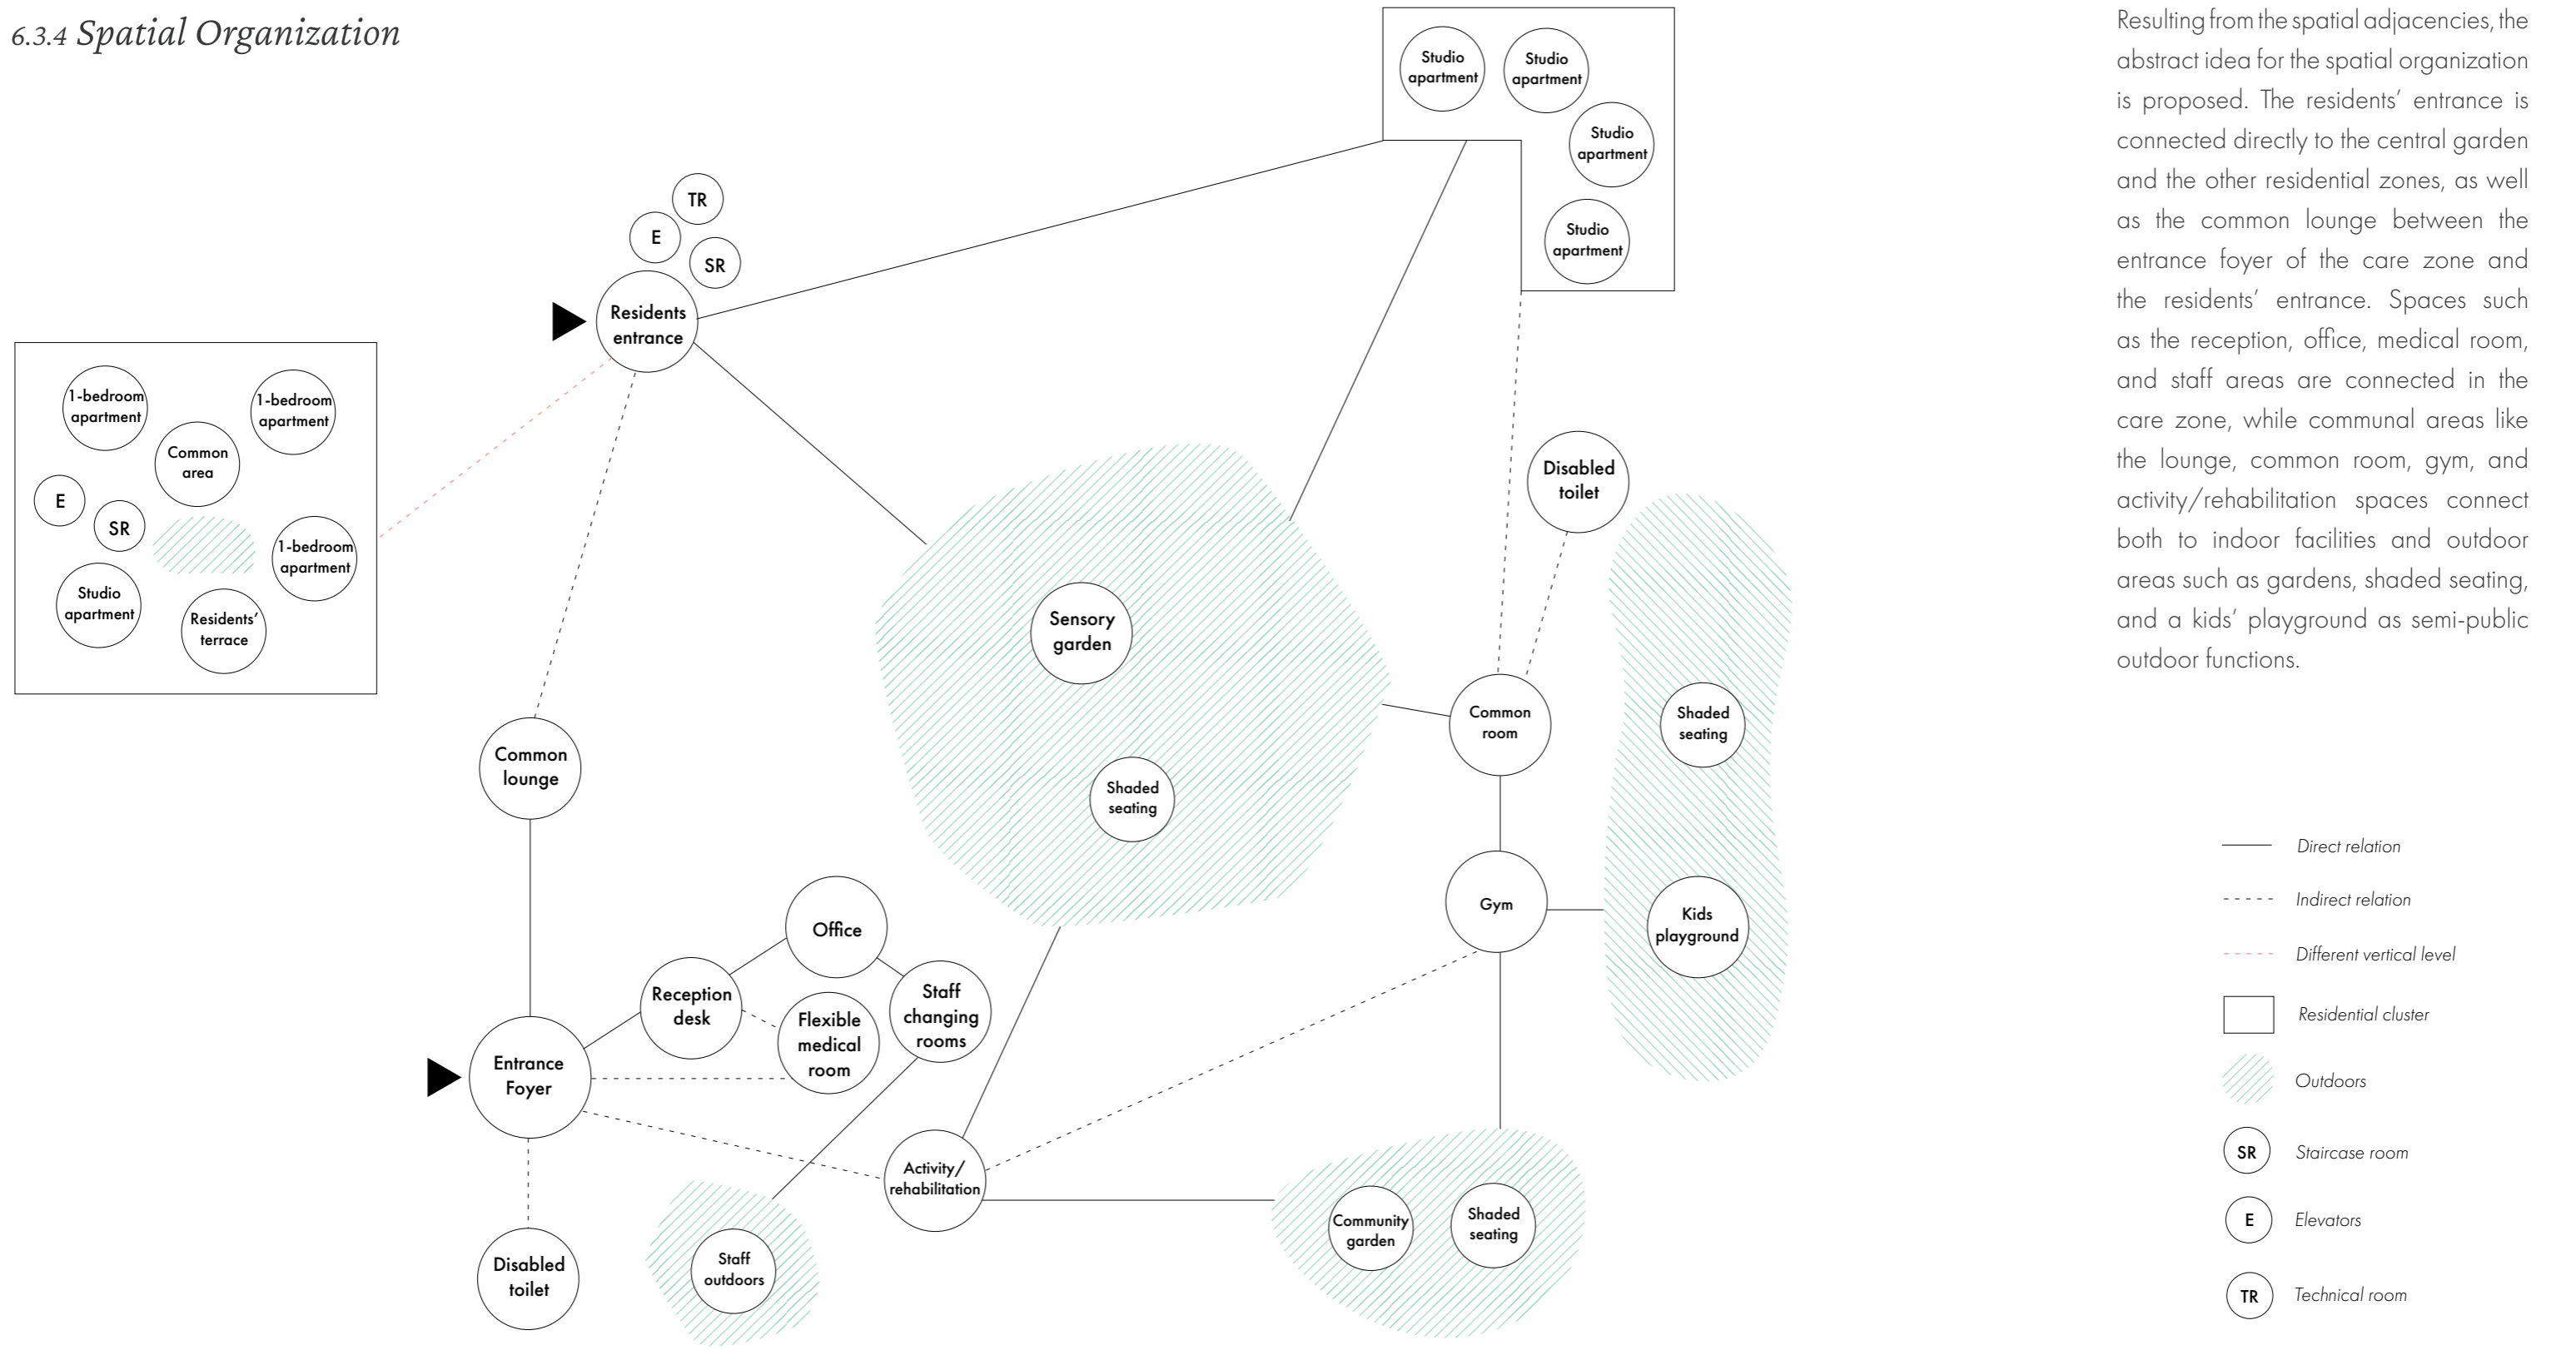 6.3.4 Spatial Organization
Studio
apartment
Studio
apartment
Studio
apartment
Studio
apartment
TR
E
SR
Residents
entrance
1-bedroom
apartment
1-bedroom
apartment
Common
area
E
SR
1-bedroom
apartment
Studio
apartment
Residents’
terrace
Disabled
toilet
Sensory
garden
Common
room
Shaded
seating
Common
lounge
Shaded
seating
Gym
Kids
playground
Office
Reception
desk
Staff
changing
rooms
Flexible
medical
room
Entrance
Foyer
Activity/
rehabilitation
Community
garden
Shaded
seating
Staff
outdoors
Disabled
toilet
Resulting from the spatial adjacencies, the
abstract idea for the spatial organization
is proposed. The residents’ entrance is
connected directly to the central garden
and the other residential zones, as well
as the common lounge between the
entrance foyer of the care zone and
the residents’ entrance. Spaces such
as the reception, office, medical room,
and staff areas are connected in the
care zone, while communal areas like
the lounge, common room, gym, and
activity/rehabilitation spaces connect
both to indoor facilities and outdoor
areas such as gardens, shaded seating,
and a kids’ playground as semi-public
outdoor functions.
Direct relation
Indirect relation
Different vertical level
Residential cluster
Outdoors
SR Staircase room
E Elevators
TR Technical room